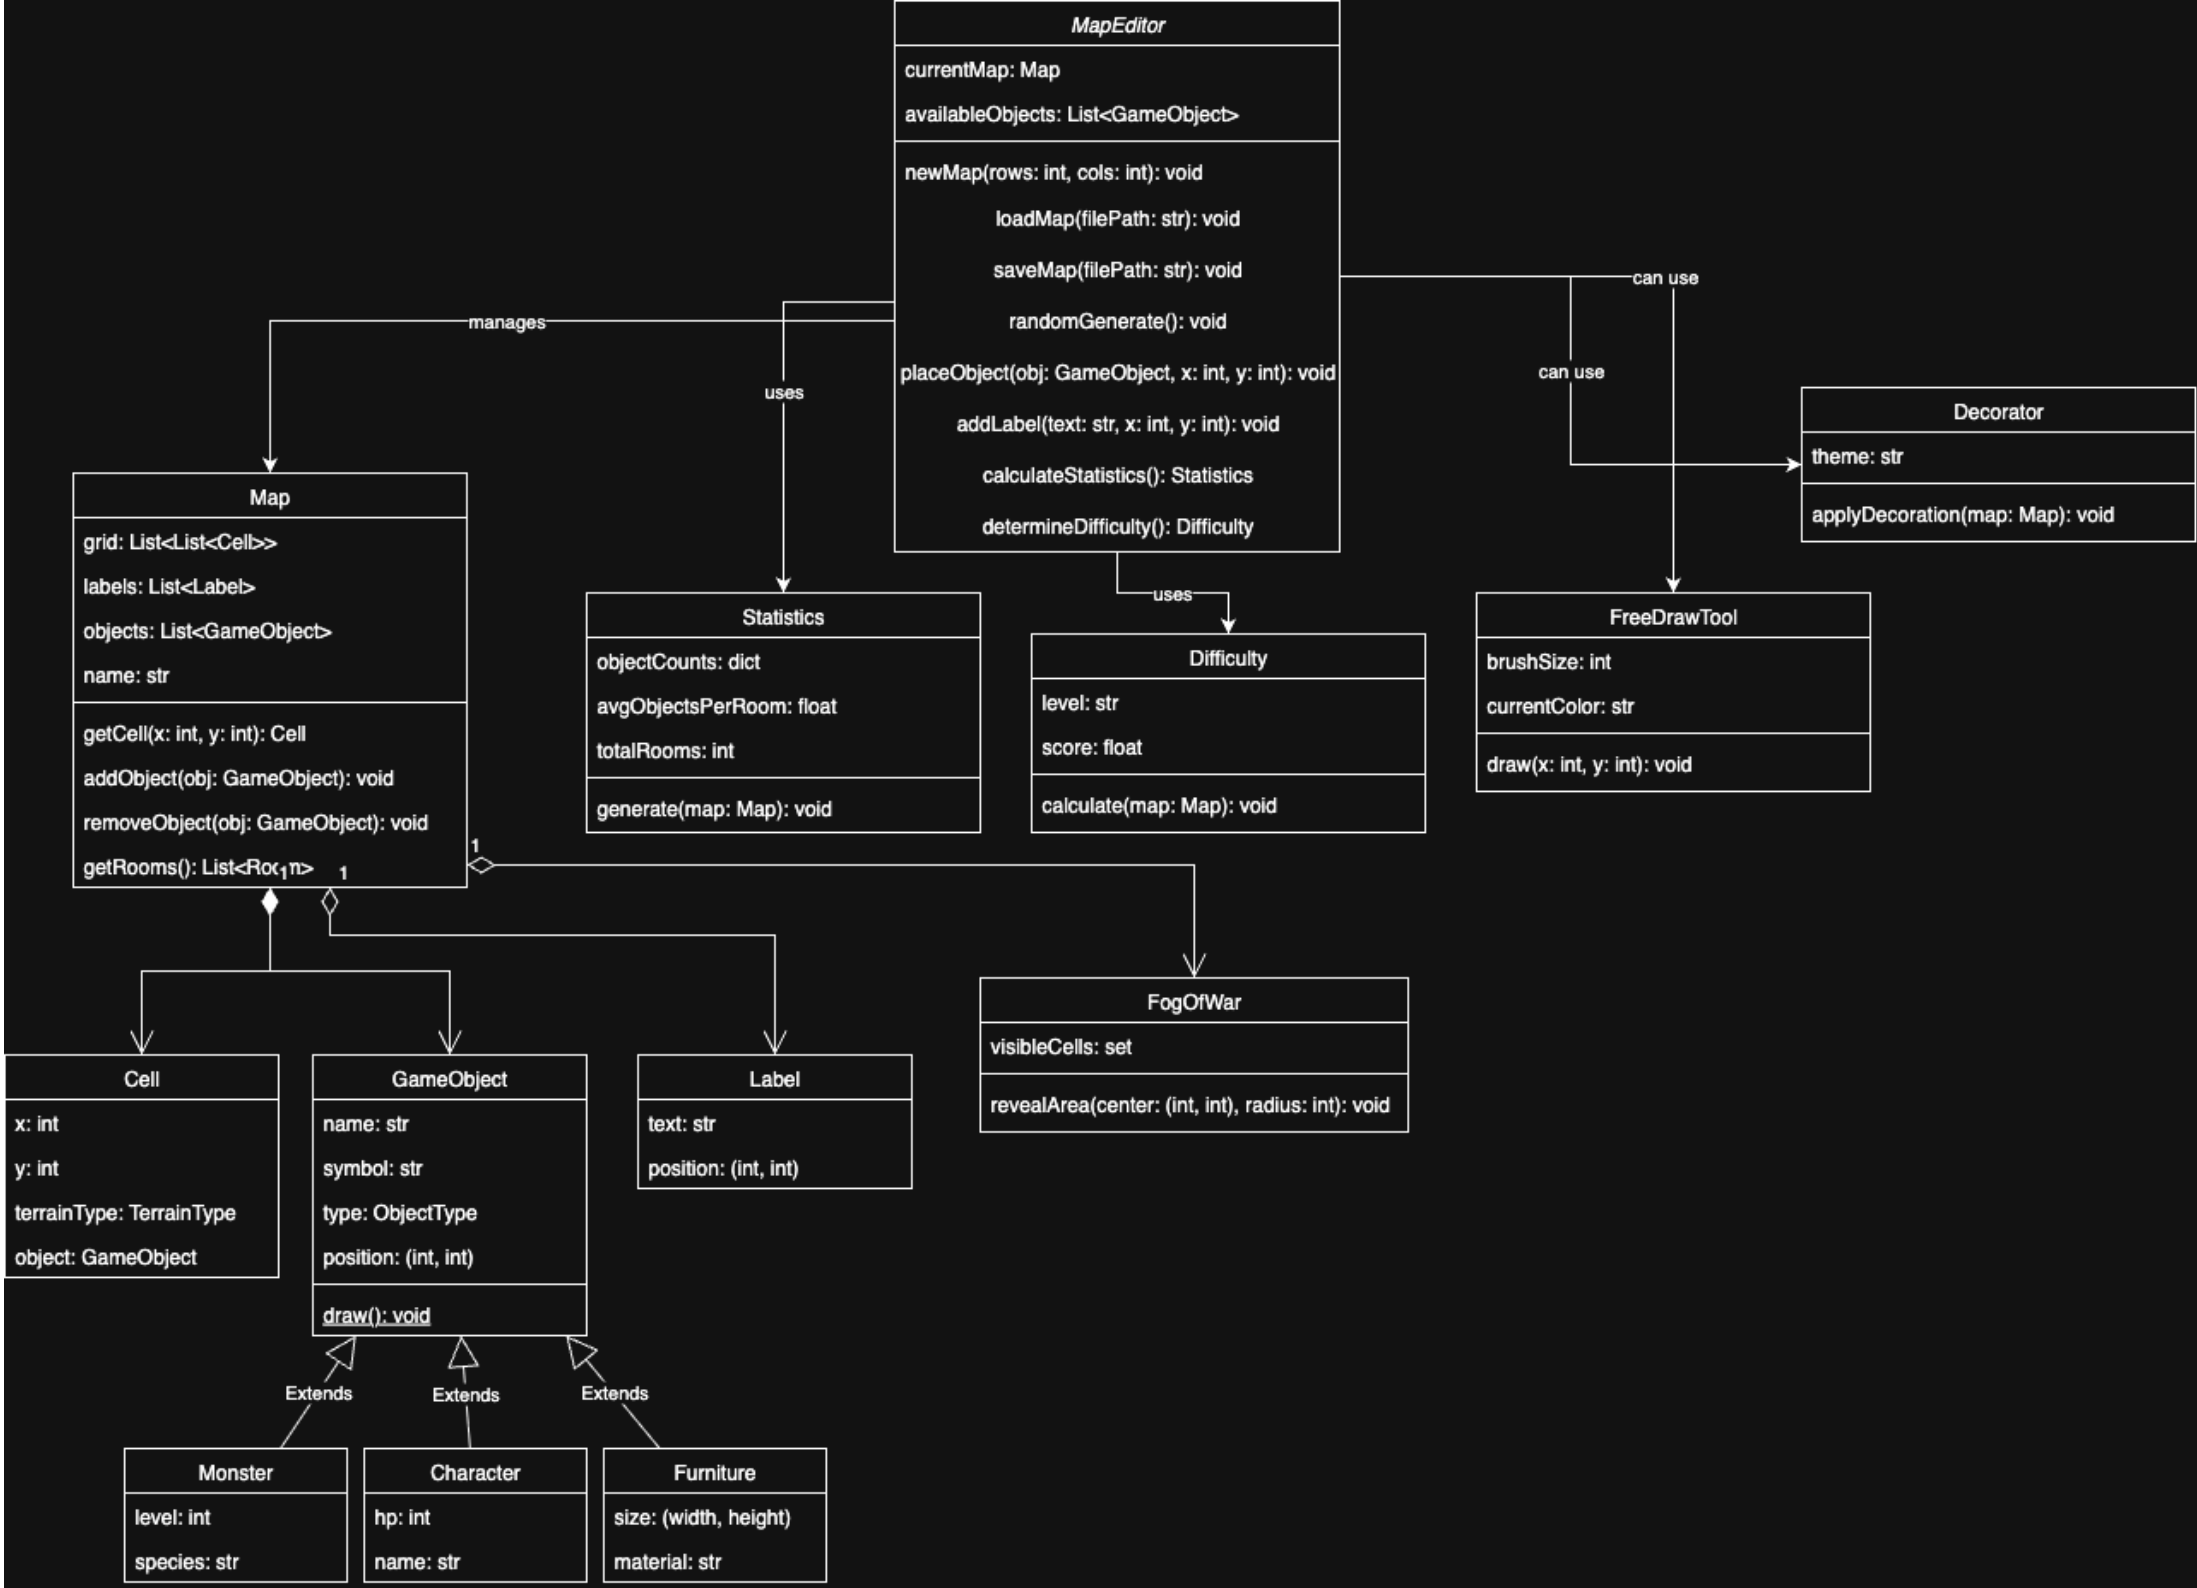 MapEditor
currentMap: Map
availableObjects: List<GameObject>
newMap(rows: int, cols: int): void
loadMap(filePath: str): void
saveMap(filePath: str): void
randomGenerate(): void
placeObject(obj: GameObject, x: int, y: int): void
addLabel(text: str, x: int, y: int): void
calculateStatistics(): Statistics
determineDifficulty(): Difficulty
manages
uses
uses
can use
can use
Decorator
theme: str
applyDecoration(map: Map): void
Map
grid: List<List<Cell>>
labels: List<Label>
objects: List<GameObject>
name: str
getCell(x: int, y: int): Cell
addObject(obj: GameObject): void
removeObject(obj: GameObject): void
getRooms():
1
1
1
Statistics
objectCounts: dict
avgObjectsPerRoom: float
totalRooms: int
generate(map: Map): void
Difficulty
level: str
score: float
calculate(map: Map): void
FreeDrawTool
brushSize: int
currentColor: str
draw(x: int, y: int): void
Cell
x: int
y: int
terrainType: TerrainType
object: GameObject
GameObject
name: str
symbol: str
type: ObjectType
position: (int, int)
draw(): void
Label
text: str
position: (int, int)
FogOfWar
visibleCells: set
revealArea(center: (int, int), radius: int): void
Extends
Extends
Extends
Monster
level: int
species: str
Character
hp: int
name: str
Furniture
size: (width, height)
material: str